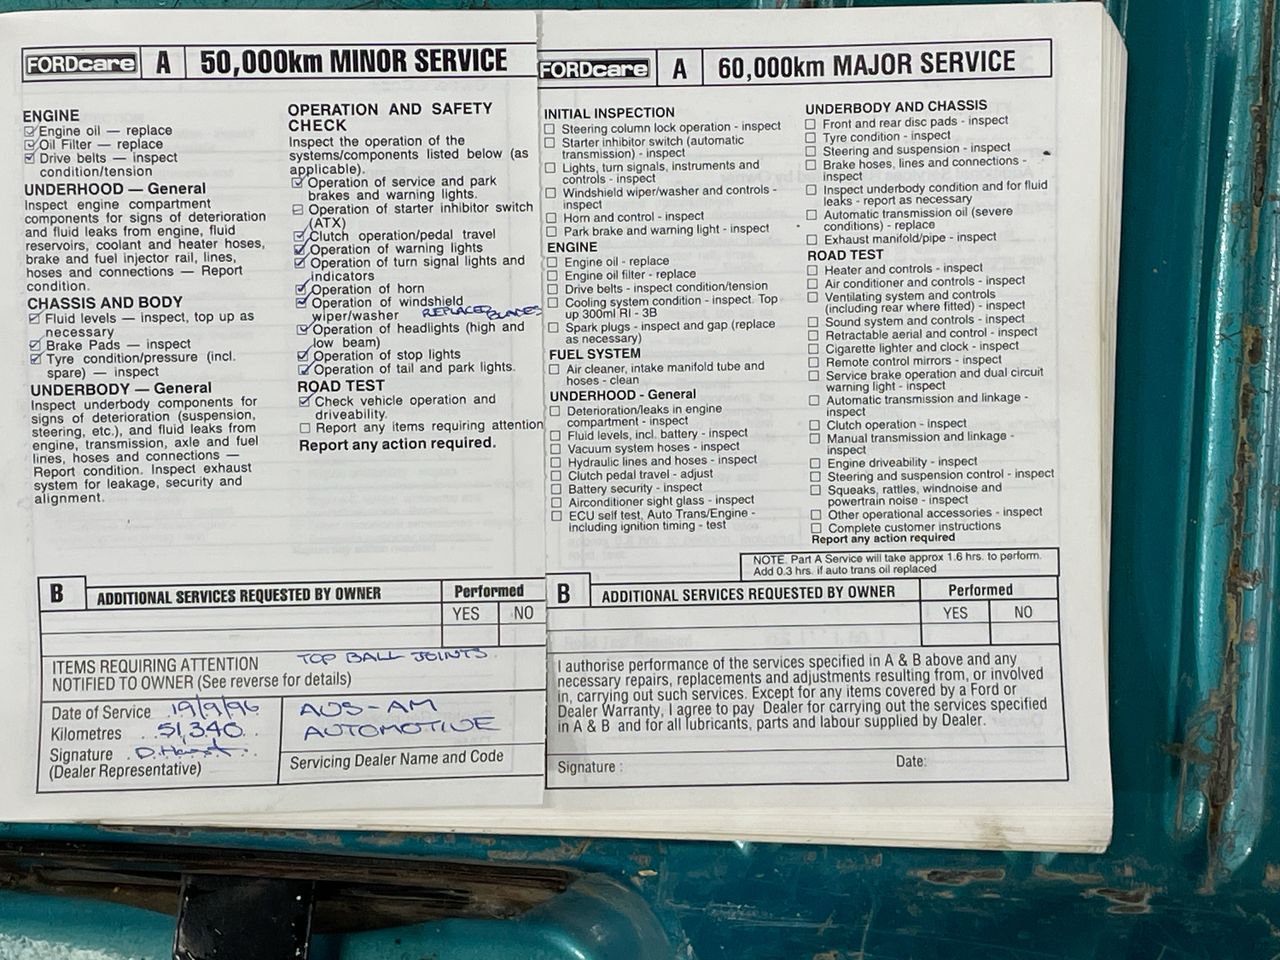 FORDcare A 50,000km MINOR SERVICE
ENGINE
Engine oil — replace
Oil Filter — replace
Drive belts — inspect
condition/tension
UNDERHOOD — General
Inspect engine compartment
components for signs of deterioration
and fluid leaks from engine, fluid
reservoirs, coolant and heater hoses,
brake and fuel injector rail, lines,
hoses and connections — Report
condition.
CHASSIS AND BODY
Fluid levels — inspect, top up as
necessary
Brake Pads — inspect
Tyre condition/pressure (incl.
spare) — inspect
UNDERBODY — General
Inspect underbody components for
signs of deterioration (suspension,
steering, etc.), and fluid leaks from
engine, transmission, axle and fuel
lines, hoses and connections —
Report condition. Inspect exhaust
system for leakage, security and
alignment.
OPERATION AND SAFETY
CHECK
Inspect the operation of the
systems/components listed below (as
applicable).
Operation of service and park
brakes and warning lights.
Operation of starter inhibitor switch
(ATX)
Clutch operation/pedal travel
Operation of warning lights
Operation of turn signal lights and
indicators
Operation of horn
Operation of windshield
wiper/washer REPLACED BLADES
Operation of headlights (high and
low beam)
Operation of stop lights
Operation of tail and park lights.
ROAD TEST
Check vehicle operation and
driveability.
Report any items requiring attention
Report any action required.
B ADDITIONAL SERVICES REQUESTED BY OWNER Performed
YES NO
ITEMS REQUIRING ATTENTION TOP BALL JOINTS
NOTIFIED TO OWNER (See reverse for details)
Date of Service 19/9/96
Kilometres 51,340
Signature
(Dealer Representative)
AUS-AM
AUTOMOTIVE
Servicing Dealer Name and Code
FORDcare A 60,000km MAJOR SERVICE
INITIAL INSPECTION
Steering column lock operation - inspect
Starter inhibitor switch (automatic
transmission) - inspect
Lights, turn signals, instruments and
controls - inspect
Windshield wiper/washer and controls -
inspect
Horn and control - inspect
Park brake and warning light - inspect
ENGINE
Engine oil - replace
Engine oil filter - replace
Drive belts - inspect condition/tension
Cooling system condition - inspect. Top
up 300ml RI - 3B
Spark plugs - inspect and gap (replace
as necessary)
FUEL SYSTEM
Air cleaner, intake manifold tube and
hoses - clean
UNDERHOOD - General
Deterioration/leaks in engine
compartment - inspect
Fluid levels, incl. battery - inspect
Vacuum system hoses - inspect
Hydraulic lines and hoses - inspect
Clutch pedal travel - adjust
Battery security - inspect
Airconditioner sight glass - inspect
ECU self test, Auto Trans/Engine -
including ignition timing - test
UNDERBODY AND CHASSIS
Front and rear disc pads - inspect
Tyre condition - inspect
Steering and suspension - inspect
Brake hoses, lines and connections -
inspect
Inspect underbody condition and for fluid
leaks - report as necessary
Automatic transmission oil (severe
conditions) - replace
Exhaust manifold/pipe - inspect
ROAD TEST
Heater and controls - inspect
Air conditioner and controls - inspect
Ventilating system and controls
(including rear where fitted) - inspect
Sound system and controls - inspect
Retractable aerial and control - inspect
Cigarette lighter and clock - inspect
Remote control mirrors - inspect
Service brake operation and dual circuit
warning light - inspect
Automatic transmission and linkage -
inspect
Clutch operation - inspect
Manual transmission and linkage -
inspect
Engine driveability - inspect
Steering and suspension control - inspect
Squeaks, rattles, windnoise and
powertrain noise - inspect
Other operational accessories - inspect
Complete customer instructions
Report any action required
NOTE. Part A Service will take approx 1.6 hrs. to perform.
Add 0.3 hrs. if auto trans oil replaced
B ADDITIONAL SERVICES REQUESTED BY OWNER Performed
YES NO
I authorise performance of the services specified in A & B above and any
necessary repairs, replacements and adjustments resulting from, or involved
in, carrying out such services. Except for any items covered by a Ford or
Dealer Warranty, I agree to pay Dealer for carrying out the services specified
in A & B and for all lubricants, parts and labour supplied by Dealer.
Signature : Date: